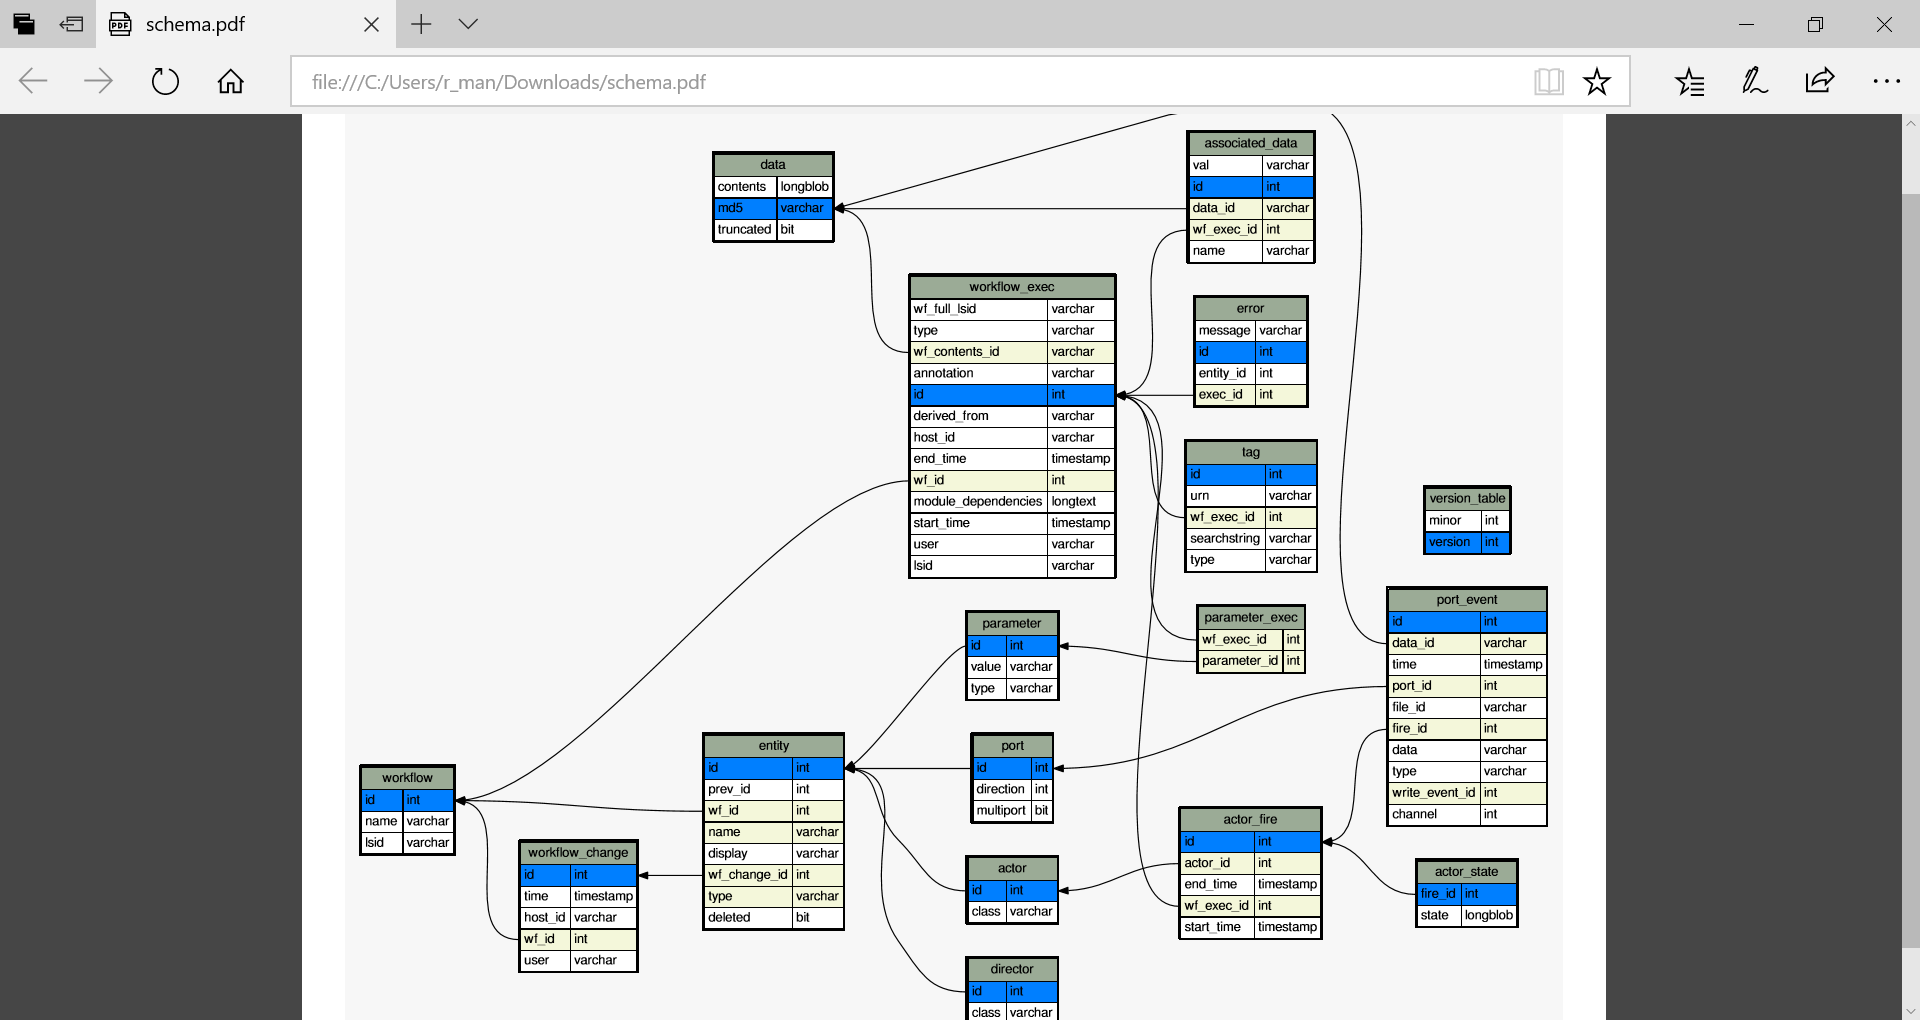 schema.pdf
file:///C:/Users/r_man/Downloads/schema.pdf
data
contents longblob
md5 varchar
truncated bit
associated_data
val varchar
id int
data_id varchar
wf_exec_id int
name varchar
workflow_exec
wf_full_lsid varchar
type varchar
wf_contents_id varchar
annotation varchar
id int
derived_from varchar
host_id varchar
end_time timestamp
wf_id int
module_dependencies longtext
start_time timestamp
user varchar
lsid varchar
error
message varchar
id int
entity_id int
exec_id int
tag
id int
urn varchar
wf_exec_id int
searchstring varchar
type varchar
version_table
minor int
version int
parameter_exec
wf_exec_id int
parameter_id int
parameter
id int
value varchar
type varchar
port_event
id int
data_id varchar
time timestamp
port_id int
file_id varchar
fire_id int
data varchar
type varchar
write_event_id int
channel int
entity
id int
prev_id int
wf_id int
name varchar
display varchar
wf_change_id int
type varchar
deleted bit
port
id int
direction int
multiport bit
workflow
id int
name varchar
lsid varchar
workflow_change
id int
time timestamp
host_id varchar
wf_id int
user varchar
actor
id int
class varchar
actor_fire
id int
actor_id int
end_time timestamp
wf_exec_id int
start_time timestamp
actor_state
fire_id int
state longblob
director
id int
class varchar